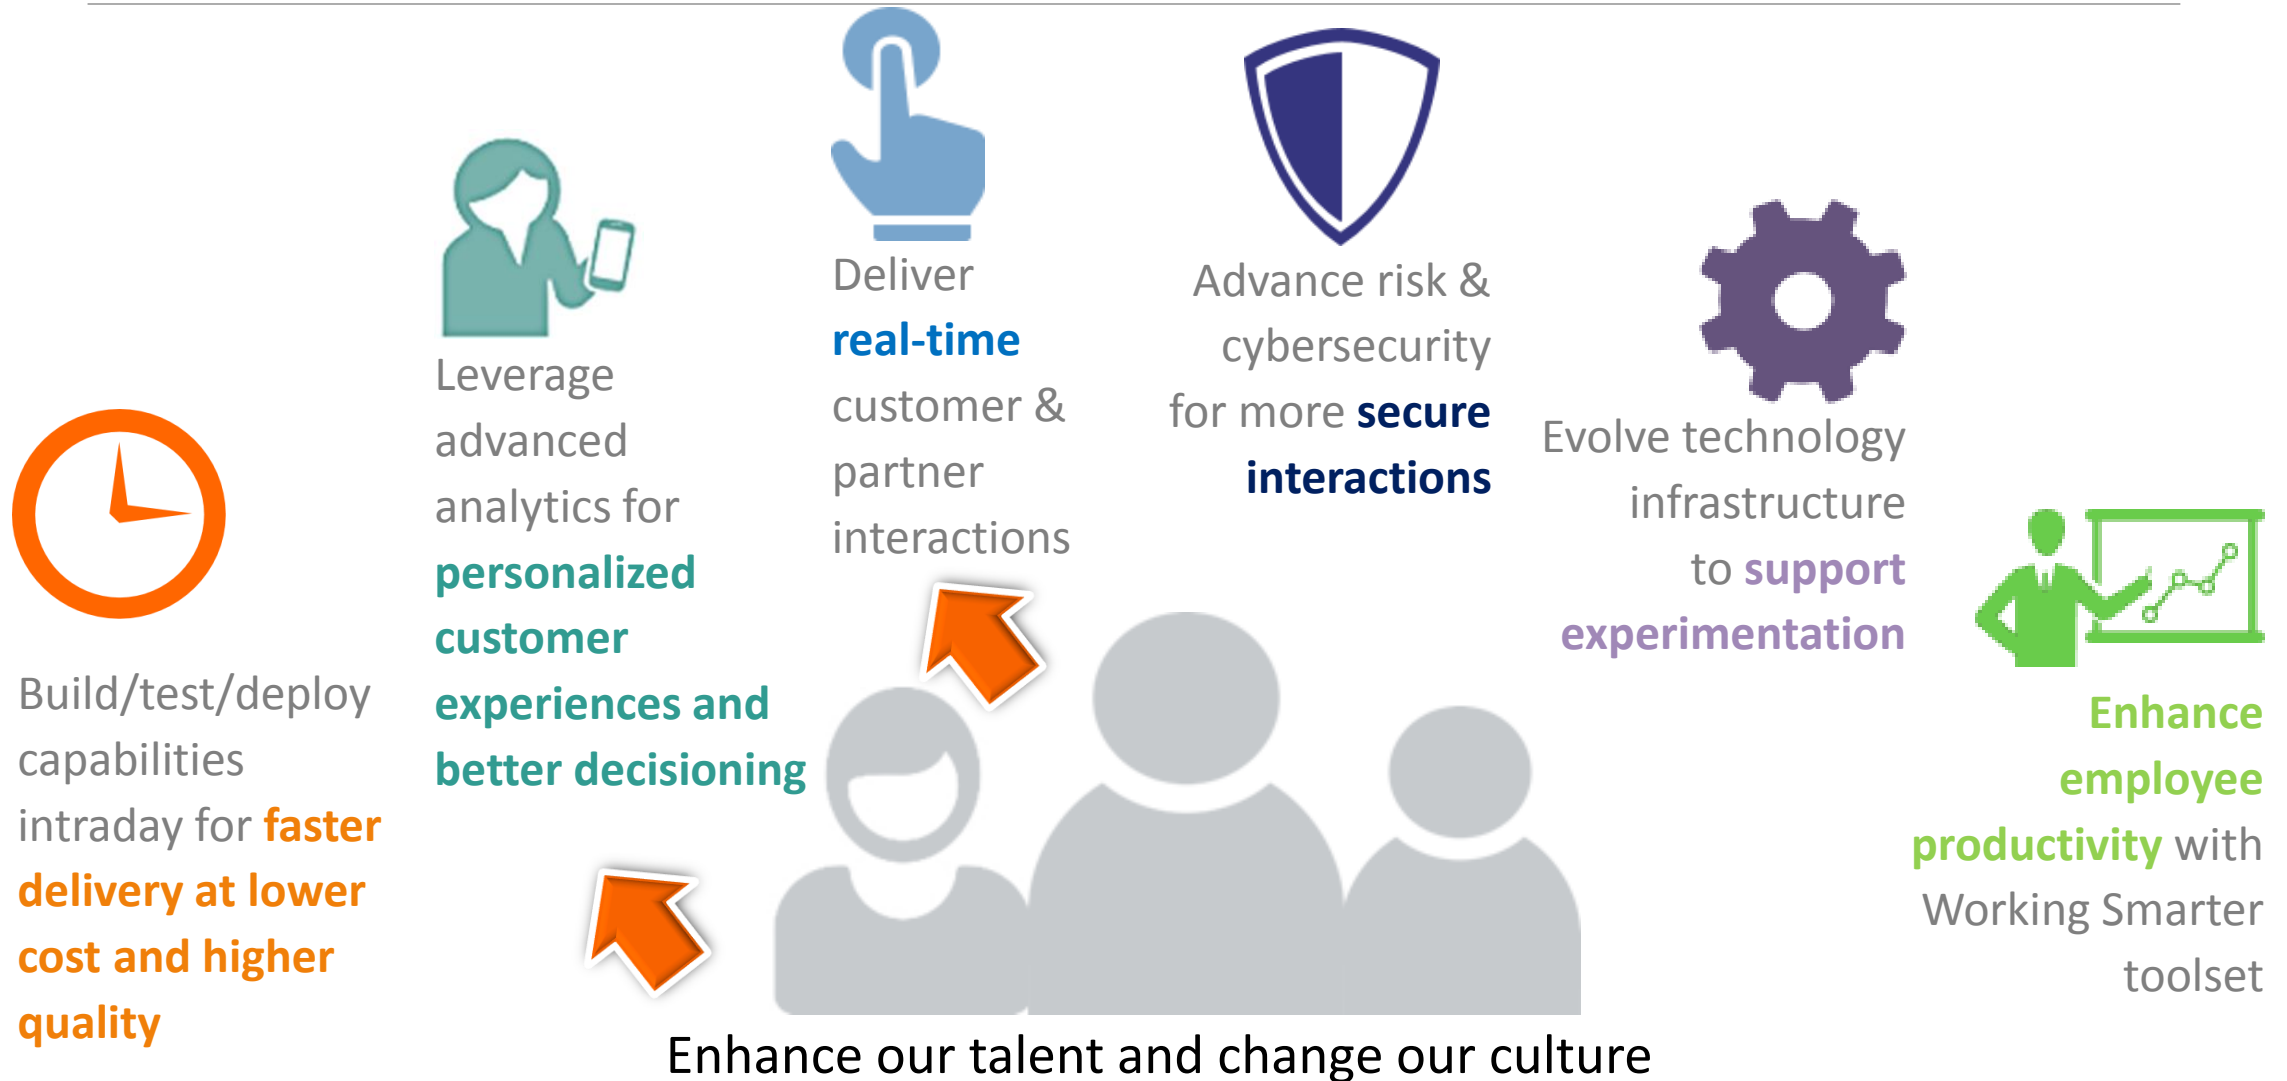 Build/test/deploy
capabilities
intraday for faster
delivery at lower
cost and higher
quality
Leverage
advanced
analytics for
personalized
customer
experiences and
better decisioning
Deliver
real-time
customer &
partner
interactions
Advance risk &
cybersecurity
for more secure
interactions
Evolve technology
infrastructure
to support
experimentation
Enhance
employee
productivity with
Working Smarter
toolset
Enhance our talent and change our culture